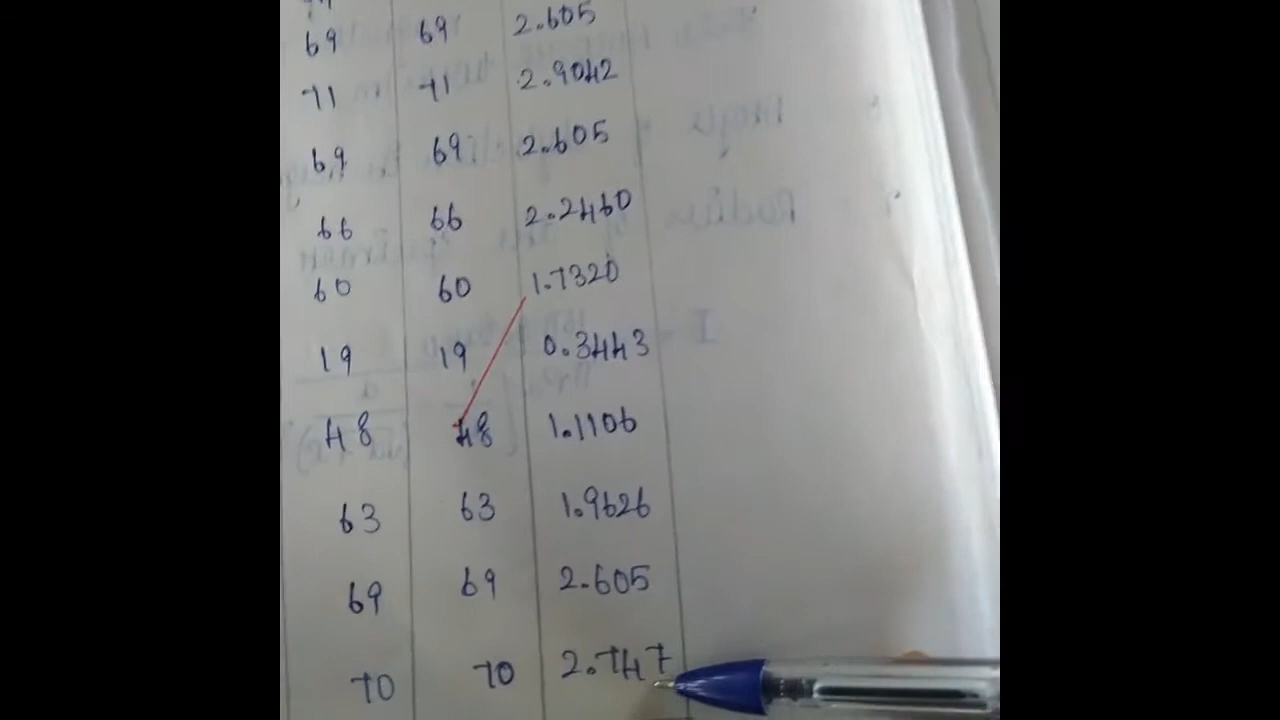 69 69 2.605
71 71 2.9042
69 69 2.605
66 66 2.2460
60 60 1.7320
19 19 0.3443
48 48 1.1106
63 63 1.9626
69 69 2.605
70 70 2.747